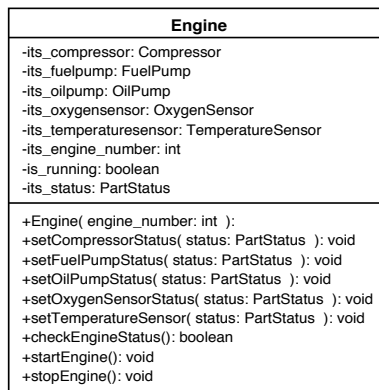 Engine
-its_compressor: Compressor
-its_fuelpump: FuelPump
-its_oilpump: OilPump
-its_oxygensensor: OxygenSensor
-its_temperaturesensor: TemperatureSensor
-its_engine_number: int
-is_running: boolean
-its_status: PartStatus
+Engine( engine_number: int ):
+setCompressorStatus( status: PartStatus ): void
+setFuelPumpStatus( status: PartStatus ): void
+setOilPumpStatus( status: PartStatus ): void
+setOxygenSensorStatus( status: PartStatus ): void
+setTemperatureSensor( status: PartStatus ): void
+checkEngineStatus(): boolean
+startEngine(): void
+stopEngine(): void